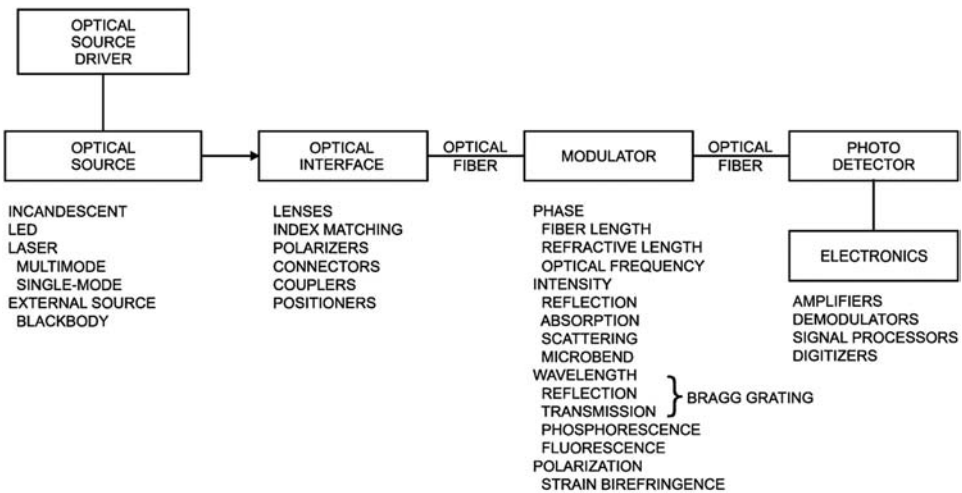 OPTICAL
SOURCE
DRIVER
OPTICAL
SOURCE
OPTICAL
INTERFACE
OPTICAL
FIBER
MODULATOR
OPTICAL
FIBER
PHOTO
DETECTOR
ELECTRONICS
INCANDESCENT
LED
LASER
MULTIMODE
SINGLE-MODE
EXTERNAL SOURCE
BLACKBODY
LENSES
INDEX MATCHING
POLARIZERS
CONNECTORS
COUPLERS
POSITIONERS
PHASE
FIBER LENGTH
REFRACTIVE LENGTH
OPTICAL FREQUENCY
INTENSITY
REFLECTION
ABSORPTION
SCATTERING
MICROBEND
WAVELENGTH
REFLECTION
TRANSMISSION
BRAGG GRATING
PHOSPHORESCENCE
FLUORESCENCE
POLARIZATION
STRAIN BIREFRINGENCE
AMPLIFIERS
DEMODULATORS
SIGNAL PROCESSORS
DIGITIZERS